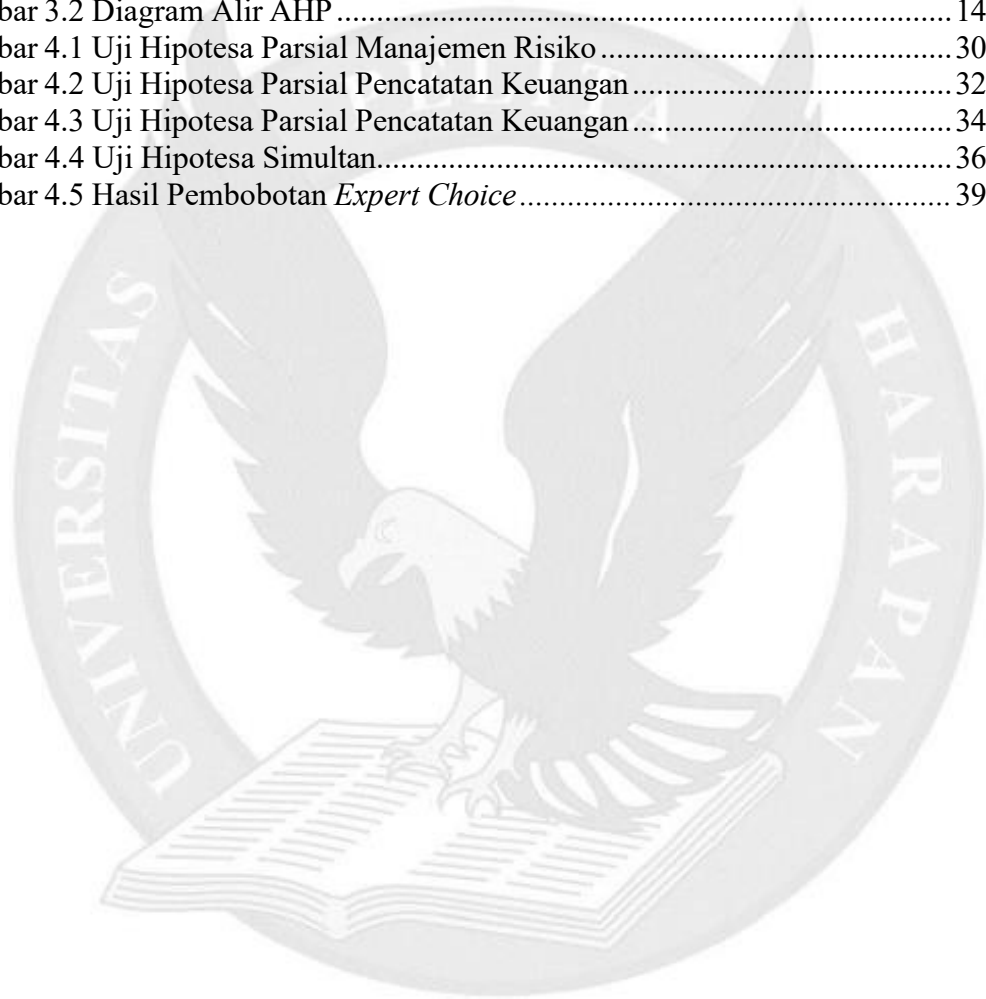 bar 3.2 Diagram Alir AHP........................................................................... 14
bar 4.1 Uji Hipotesa Parsial Manajemen Risiko........................................... 30
bar 4.2 Uji Hipotesa Parsial Pencatatan Keuangan....................................... 32
bar 4.3 Uji Hipotesa Parsial Pencatatan Keuangan....................................... 34
bar 4.4 Uji Hipotesa Simultan...................................................................... 36
bar 4.5 Hasil Pembobotan Expert Choice..................................................... 39
UNIVERSITAS
PELITA
HARAPAN